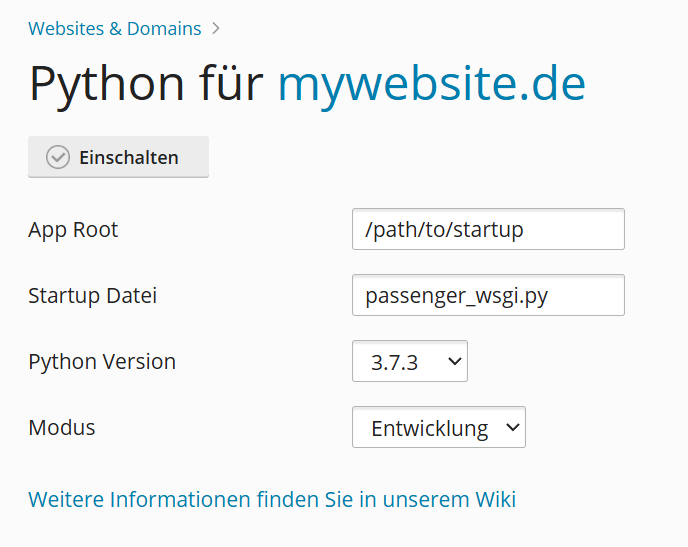 Websites & Domains >
Python für mywebsite.de
Einschalten
App Root /path/to/startup
Startup Datei passenger_wsgi.py
Python Version 3.7.3
Modus Entwicklung
Weitere Informationen finden Sie in unserem Wiki